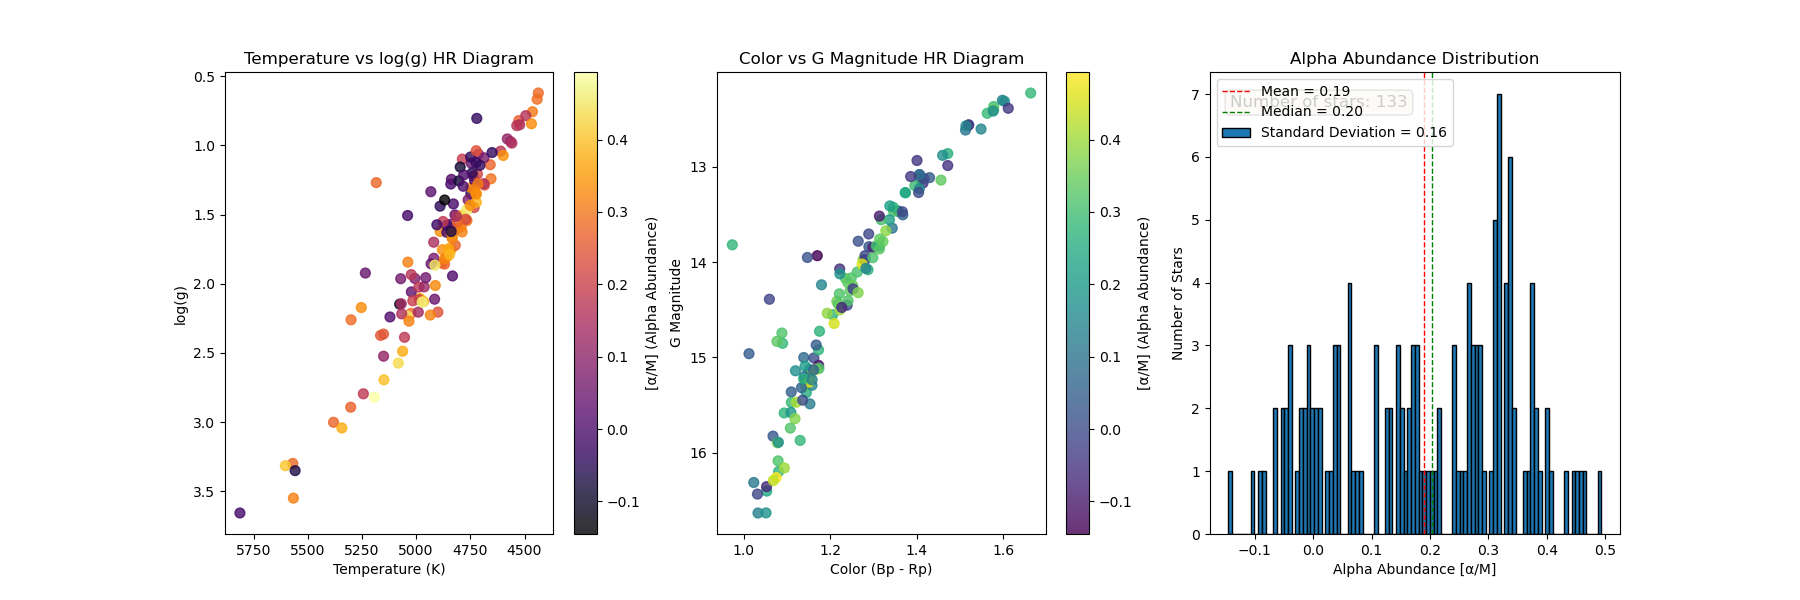 Temperature vs log(g) HR Diagram
0.5
1.0
1.5
2.0
2.5
3.0
3.5
log(g)
5750 5500 5250 5000 4750 4500
Temperature (K)
0.4
0.3
0.2
0.1
0.0
−0.1
[α/M] (Alpha Abundance)
Color vs G Magnitude HR Diagram
13
14
15
16
G Magnitude
1.0 1.2 1.4 1.6
Color (Bp - Rp)
0.4
0.3
0.2
0.1
0.0
−0.1
[α/M] (Alpha Abundance)
Alpha Abundance Distribution
Number of stars: 133
Mean = 0.19
Median = 0.20
Standard Deviation = 0.16
7
6
5
4
3
2
1
0
Number of Stars
−0.1 0.0 0.1 0.2 0.3 0.4 0.5
Alpha Abundance [α/M]